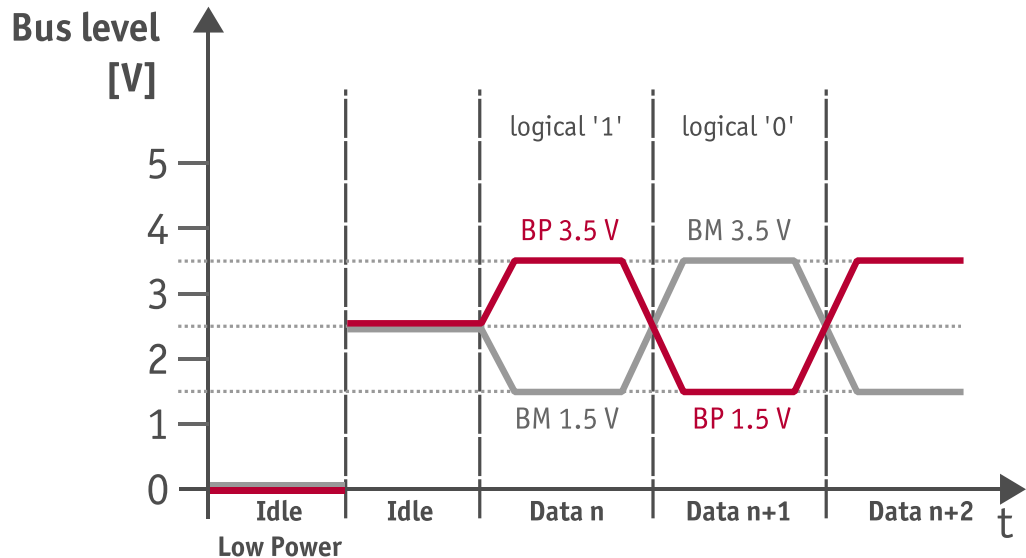 Bus level
[V]
logical '1'
logical '0'
5
4
3
2
1
0
BP 3.5 V
BM 3.5 V
BM 1.5 V
BP 1.5 V
Idle
Idle
Data n
Data n+1
Data n+2
t
Low Power